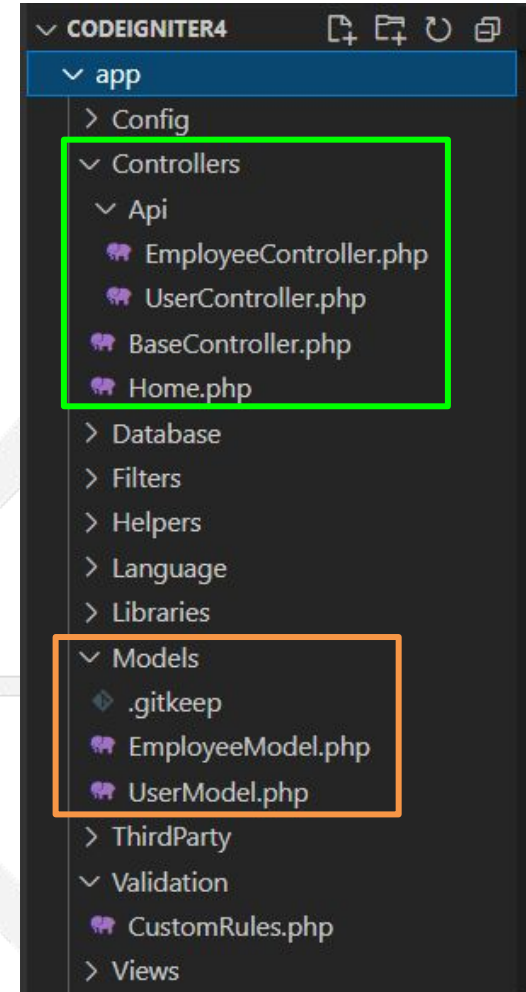 CODEIGNITER4
app
Config
Controllers
Api
EmployeeController.php
UserController.php
BaseController.php
Home.php
Database
Filters
Helpers
Language
Libraries
Models
.gitkeep
EmployeeModel.php
UserModel.php
ThirdParty
Validation
CustomRules.php
Views